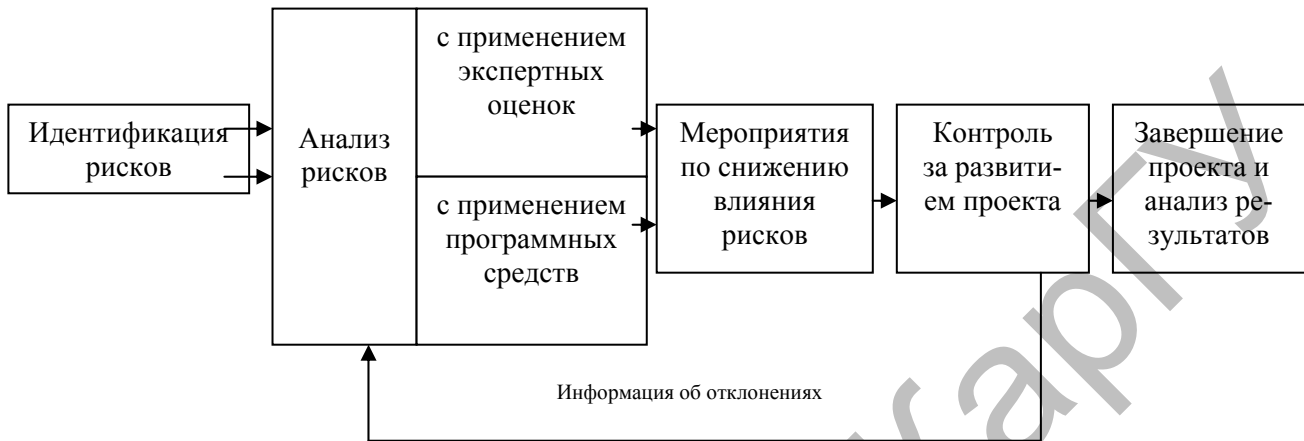 Идентификация
рисков
Анализ
рисков
с применением
экспертных
оценок
с применением
программных
средств
Мероприятия
по снижению
влияния
рисков
Контроль
за развити-
ем проекта
Завершение
проекта и
анализ ре-
зультатов
Информация об отклонениях
КарГУ